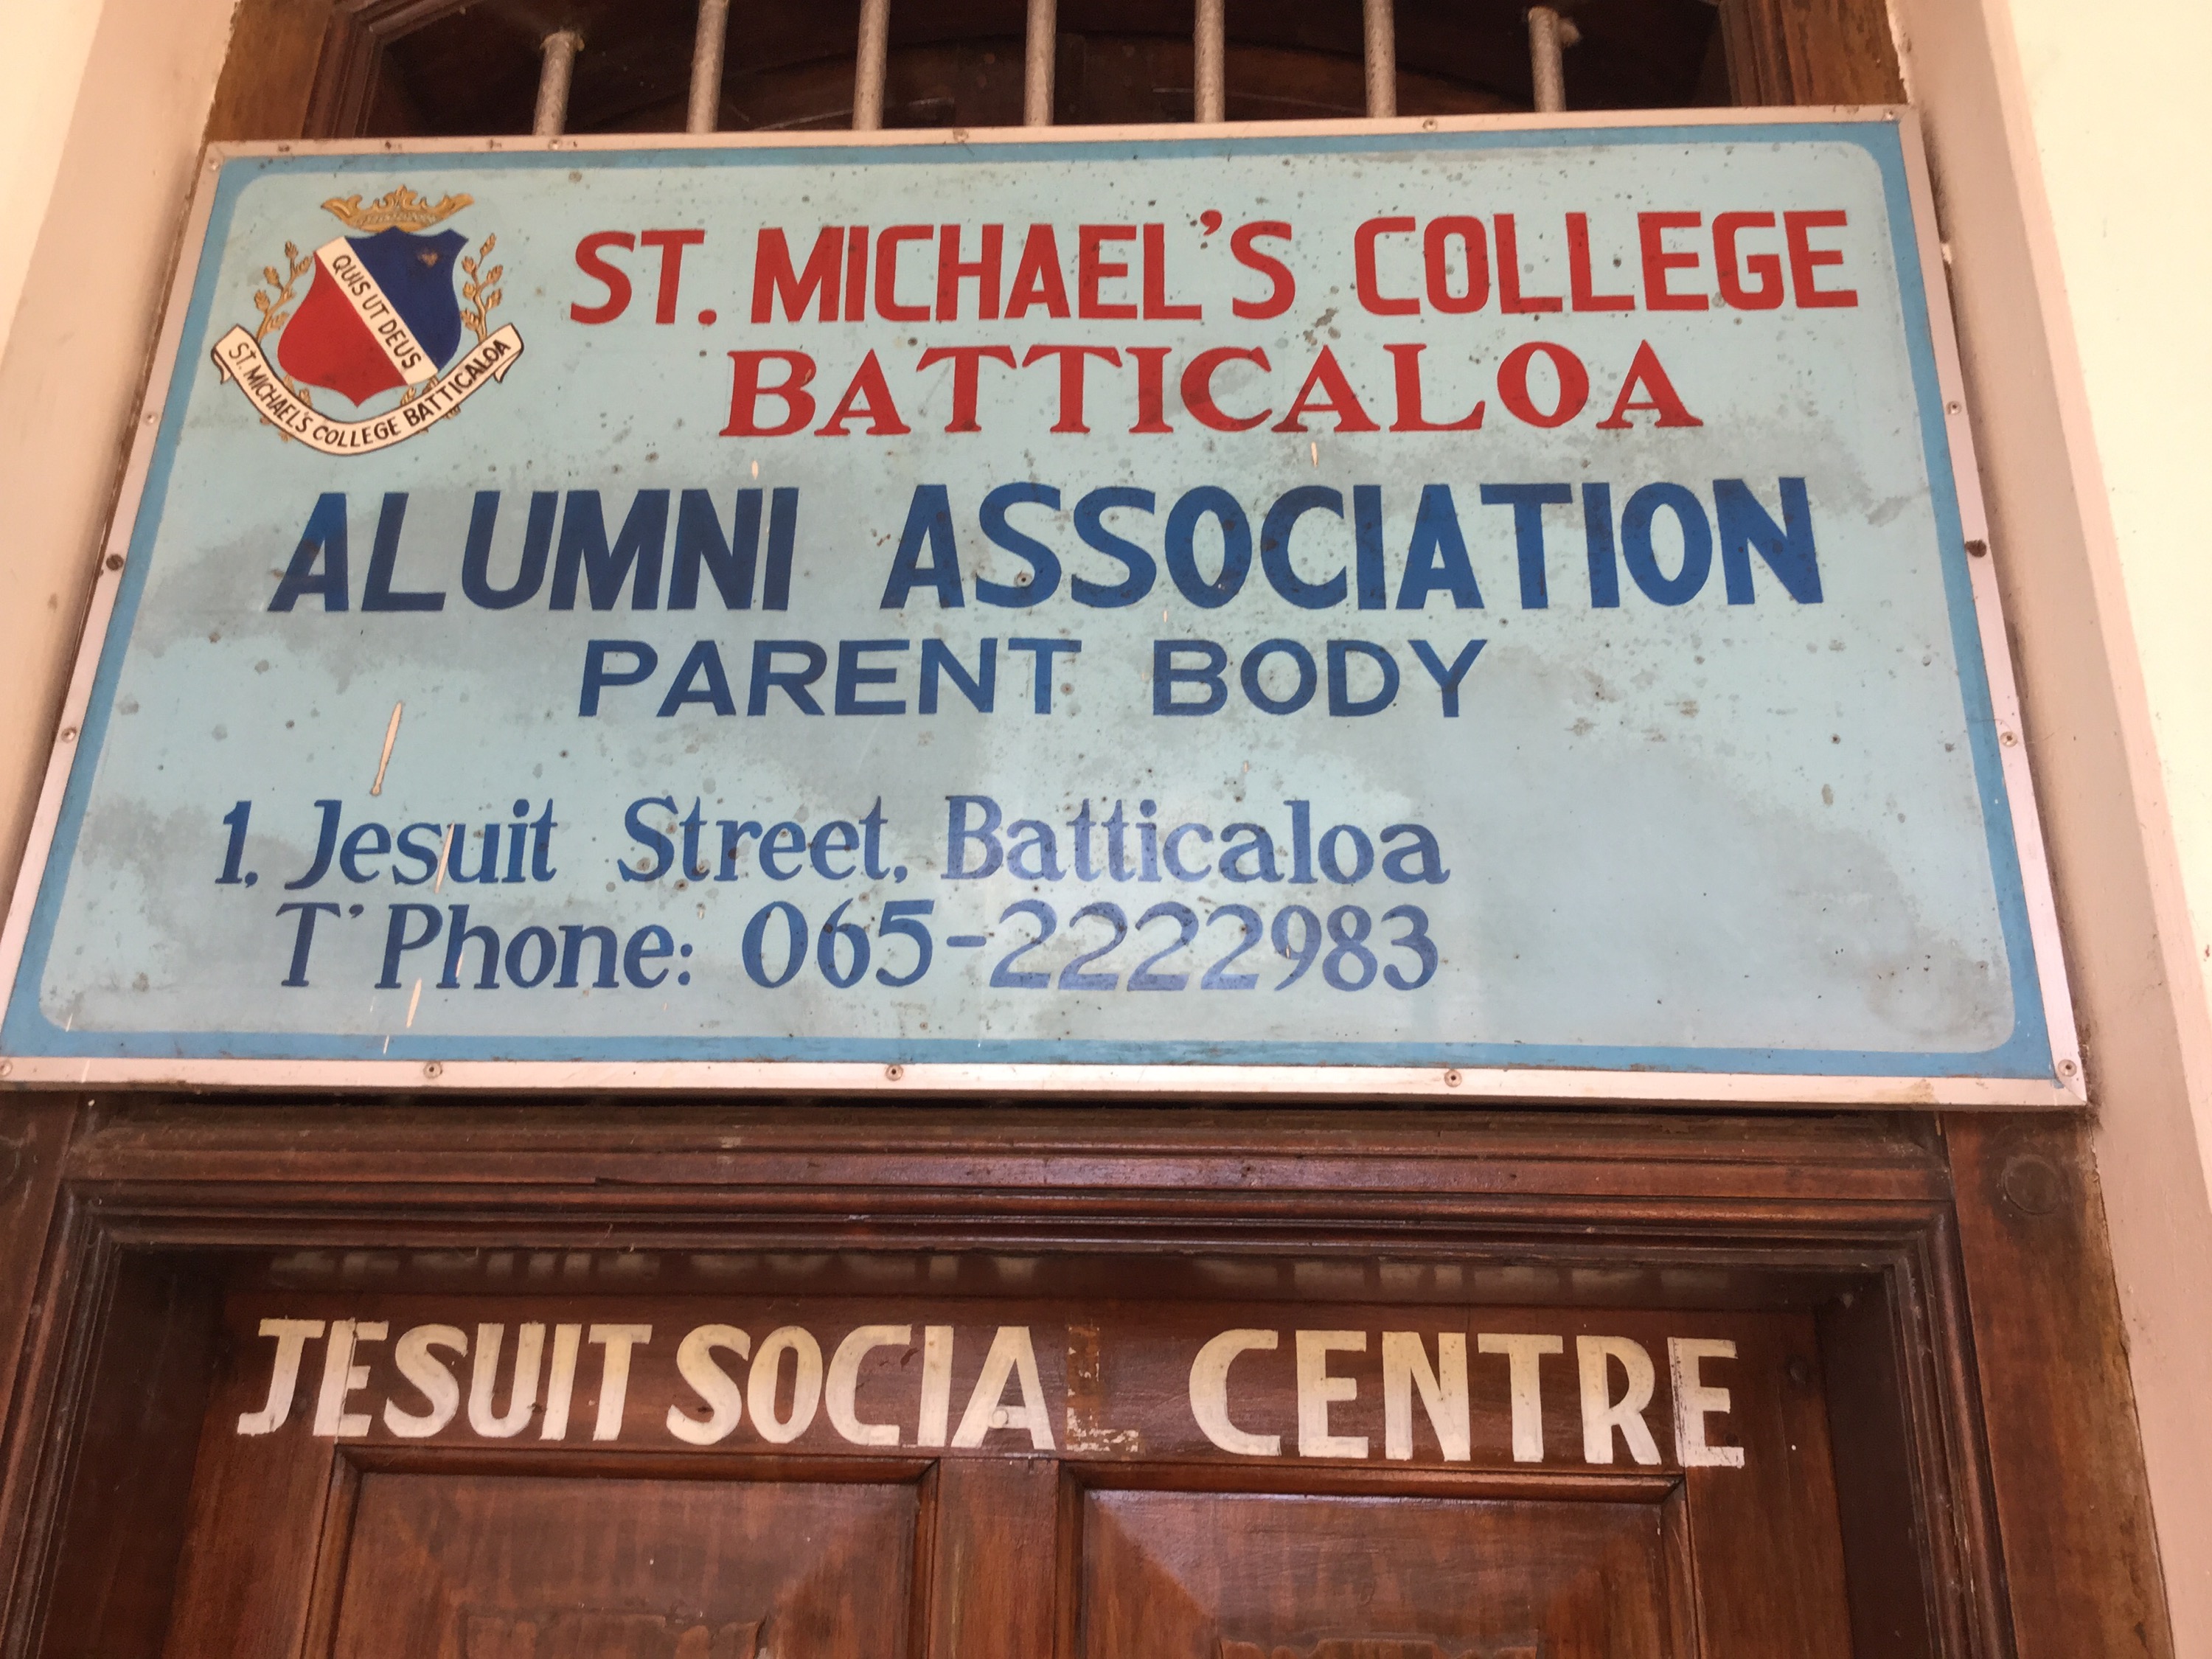 QUIS UT DEUS
ST. MICHAEL'S COLLEGE BATTICALOA
ST. MICHAEL'S COLLEGE
BATTICALOA
ALUMNI ASSOCIATION
PARENT BODY
1, Jesuit Street, Batticaloa
T'Phone: 065-2222983
JESUIT SOCIAL CENTRE